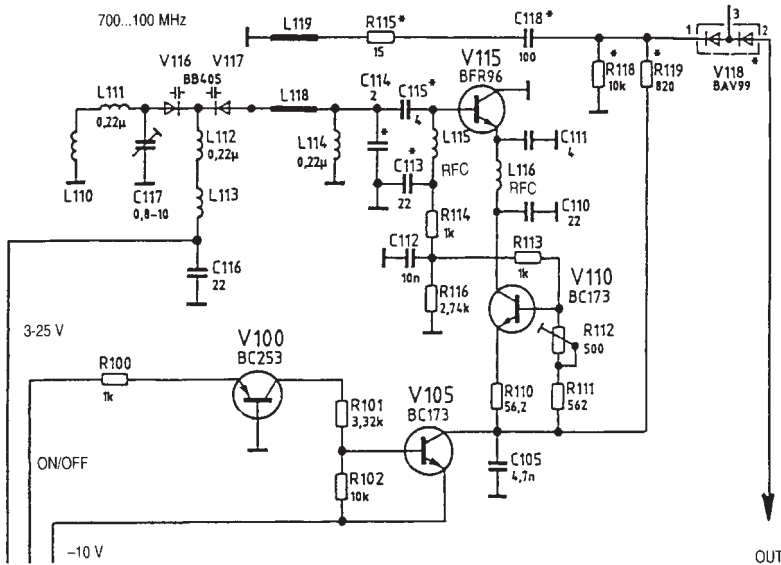 700...100 MHz
L119
R115*
15
C118*
100
3
1
2
V118
BAV99
*
*
R118
10k
*
R119
820
V116
V117
BB405
L111
0,22µ
L118
C114
2
C115*
4
V115
BFR96
L110
C117
0,8-10
L112
0,22µ
L113
L114
0,22µ
*
C113
*
22
L115
RFC
C111
4
L116
RFC
C110
22
C116
22
R114
1k
C112
10n
R113
1k
R116
2,74k
V110
BC173
R112
500
3-25 V
R100
1k
V100
BC253
R101
3,32k
V105
BC173
R110
56,2
R111
562
ON/OFF
R102
10k
C105
4,7n
-10 V
OUT